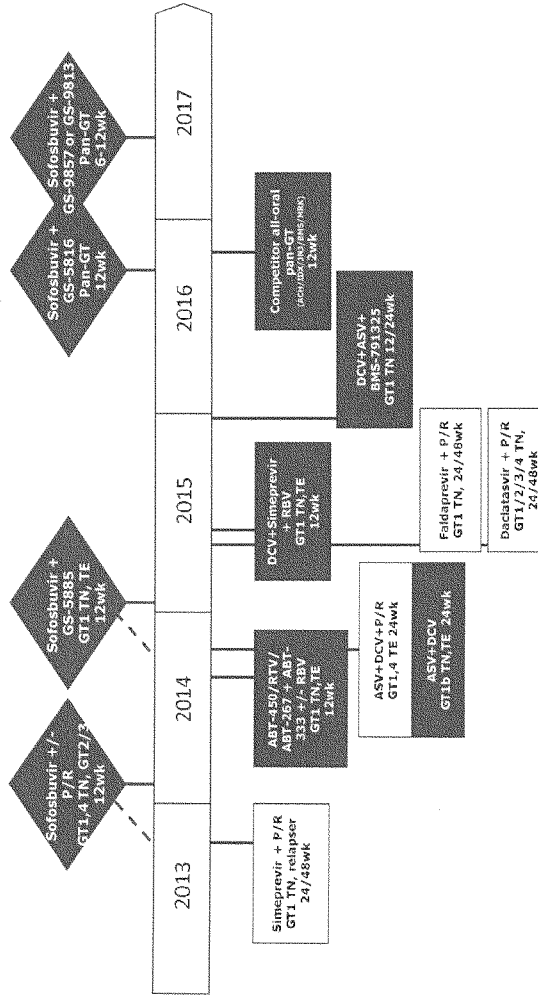 Sofosbuvir +/-
P/R
GT1,4 TN, GT2/3
12wk
Sofosbuvir +
GS-5885
GT1 TN, TE
12wk
Sofosbuvir +
GS-5816
Pan-GT
12wk
Sofosbuvir +
GS-9857 or GS-9813
Pan-GT
6-12wk
2013
2014
2015
2016
2017
Simeprevir + P/R
GT1 TN, relapser
24/48wk
ABT-450/RTV/
ABT-267 + ABT-
333 +/- RBV
GT1 TN,TE
12wk
ASV+DCV+P/R
GT1,4 TE 24wk
ASV+DCV
GT1b TN,TE 24wk
DCV+Simeprevir
+ RBV
GT1 TN,TE
12wk
Faldaprevir + P/R
GT1 TN, 24/48wk
Daclatasvir + P/R
GT1/2/3/4 TN,
24/48wk
DCV+ASV+
BMS-791325
GT1 TN 12/24wk
Competitor all-oral
pan-GT
(ACH/IDX/JNJ/BMS/MRK)
12wk